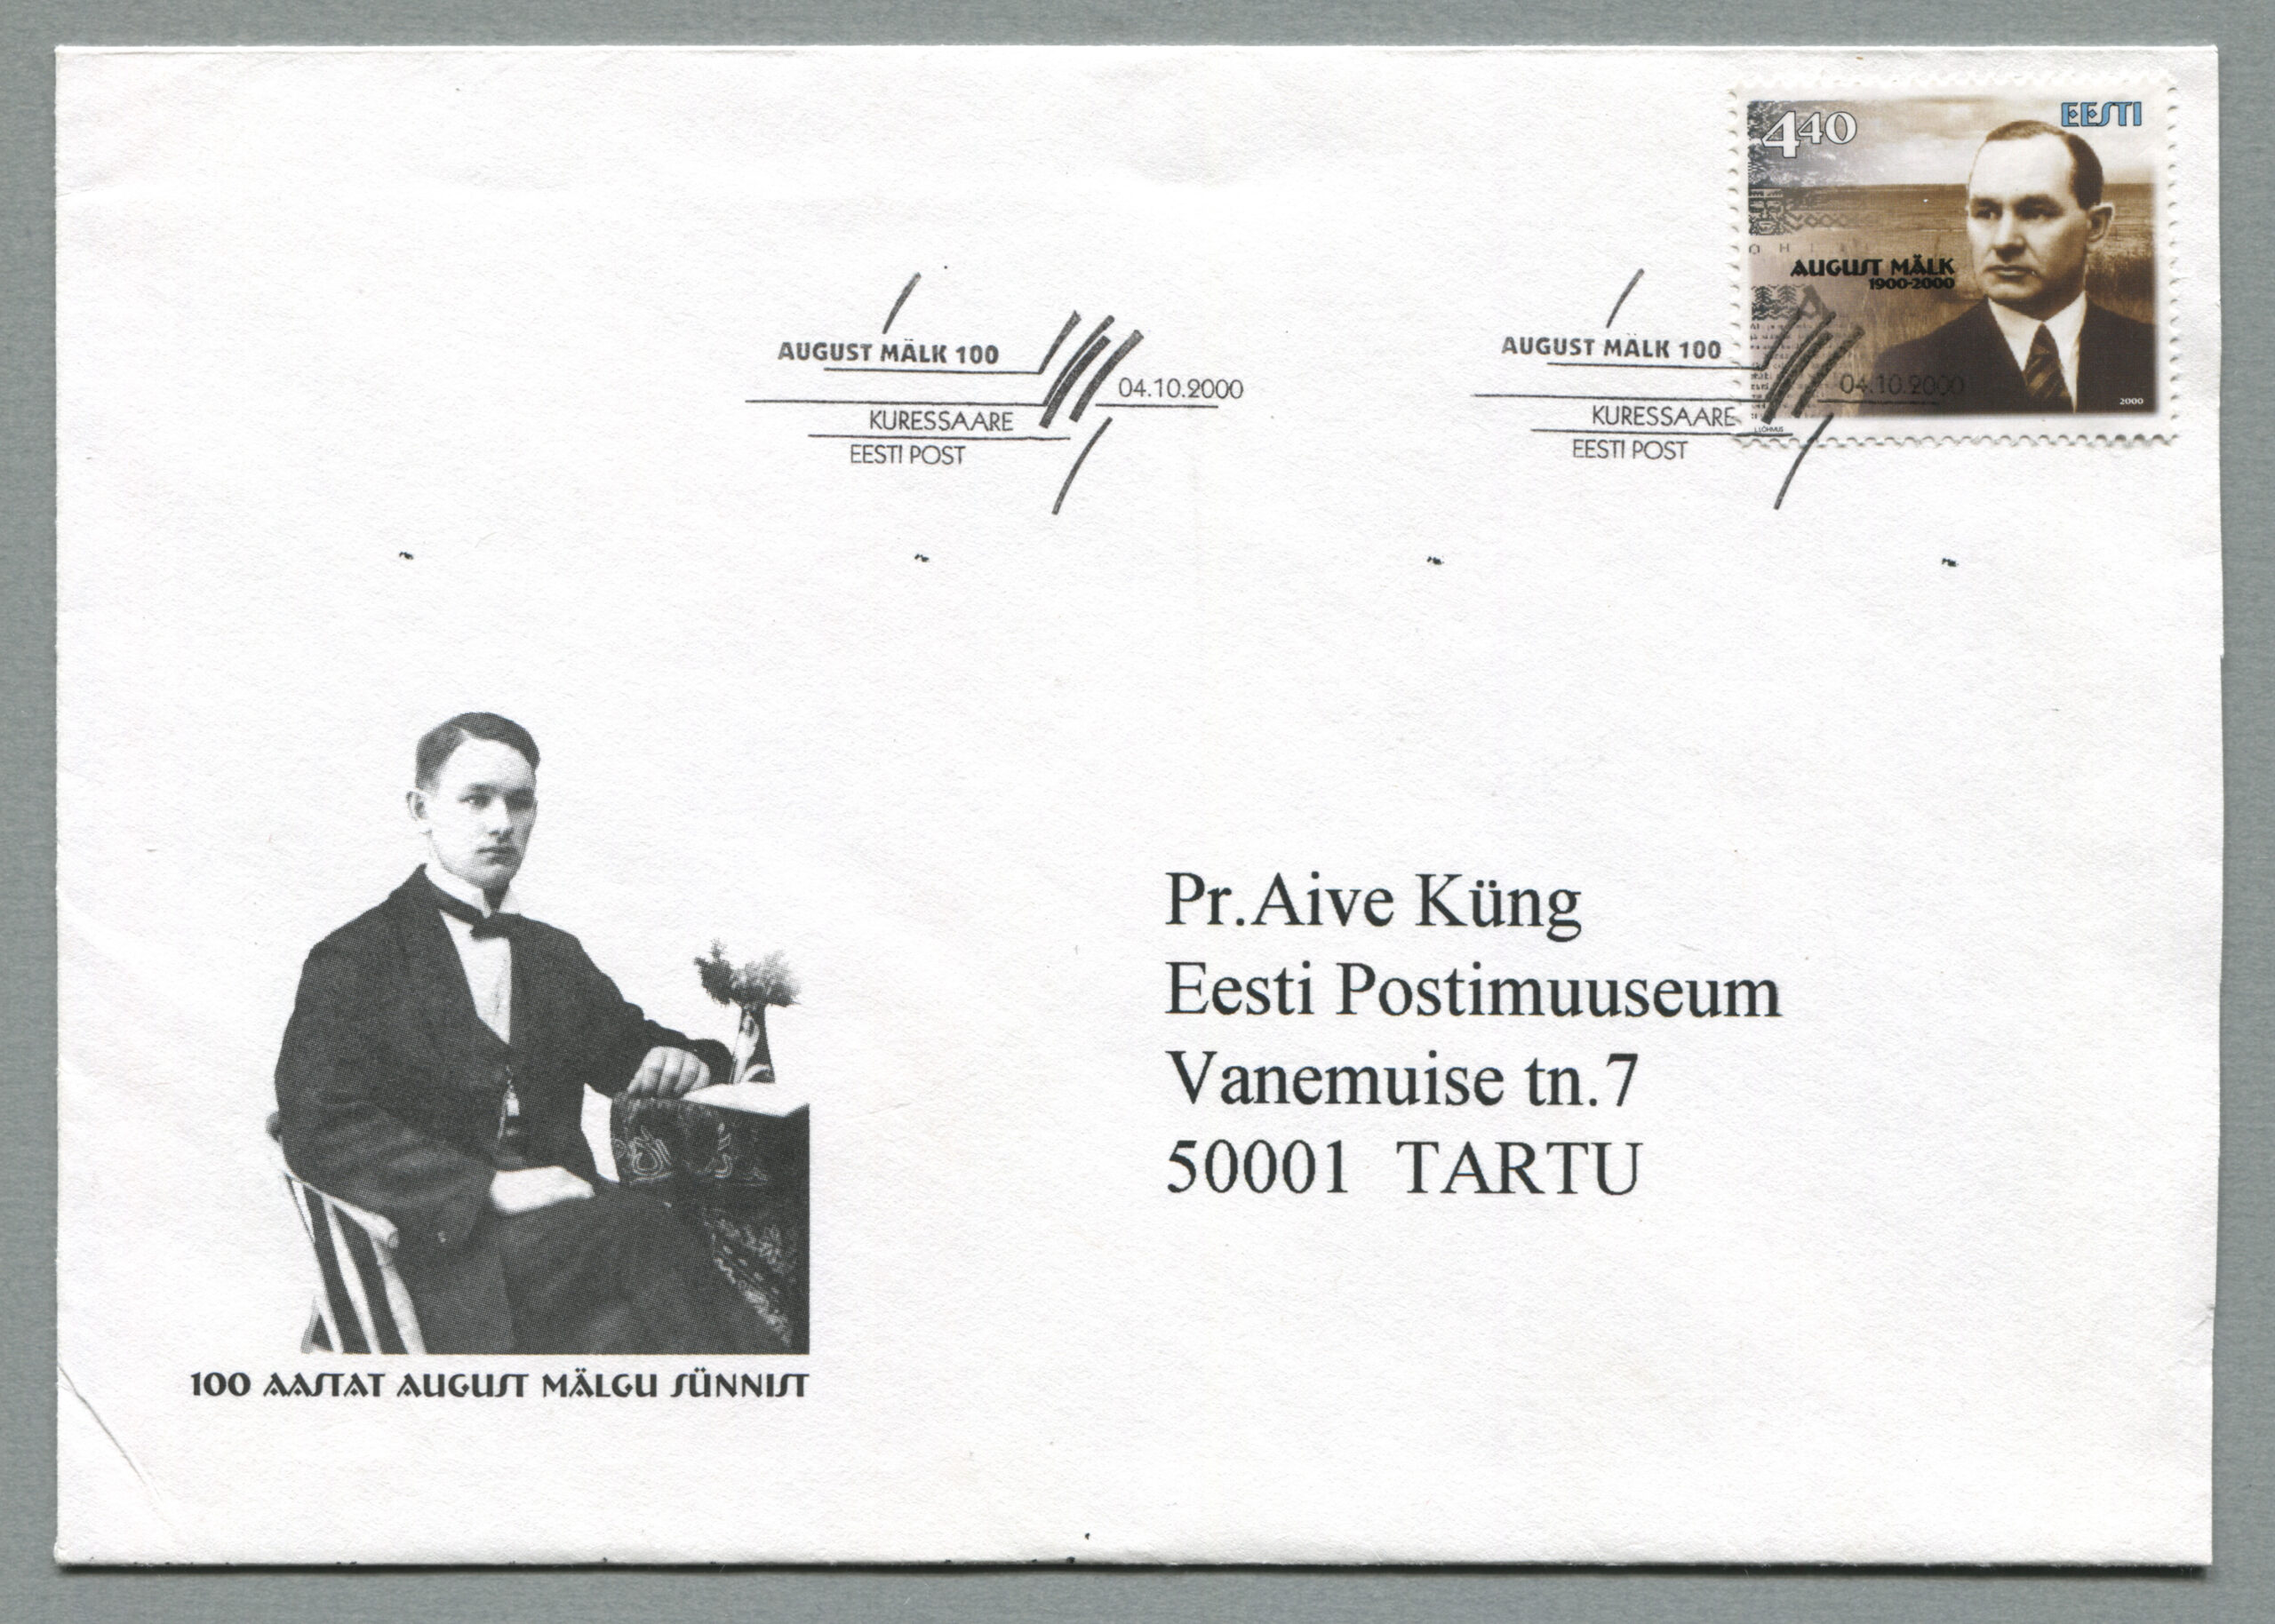 4.40
EESTI
AUGUST MÄLK
1900-2000
2000
L.LÕHMUS
AUGUST MÄLK 100
04.10.2000
KURESSAARE
EESTI POST
AUGUST MÄLK 100
04.10.2000
KURESSAARE
EESTI POST
Pr.Aive Küng
Eesti Postimuuseum
Vanemuise tn.7
50001 TARTU
100 AASTAT AUGUST MÄLGU SÜNNIST